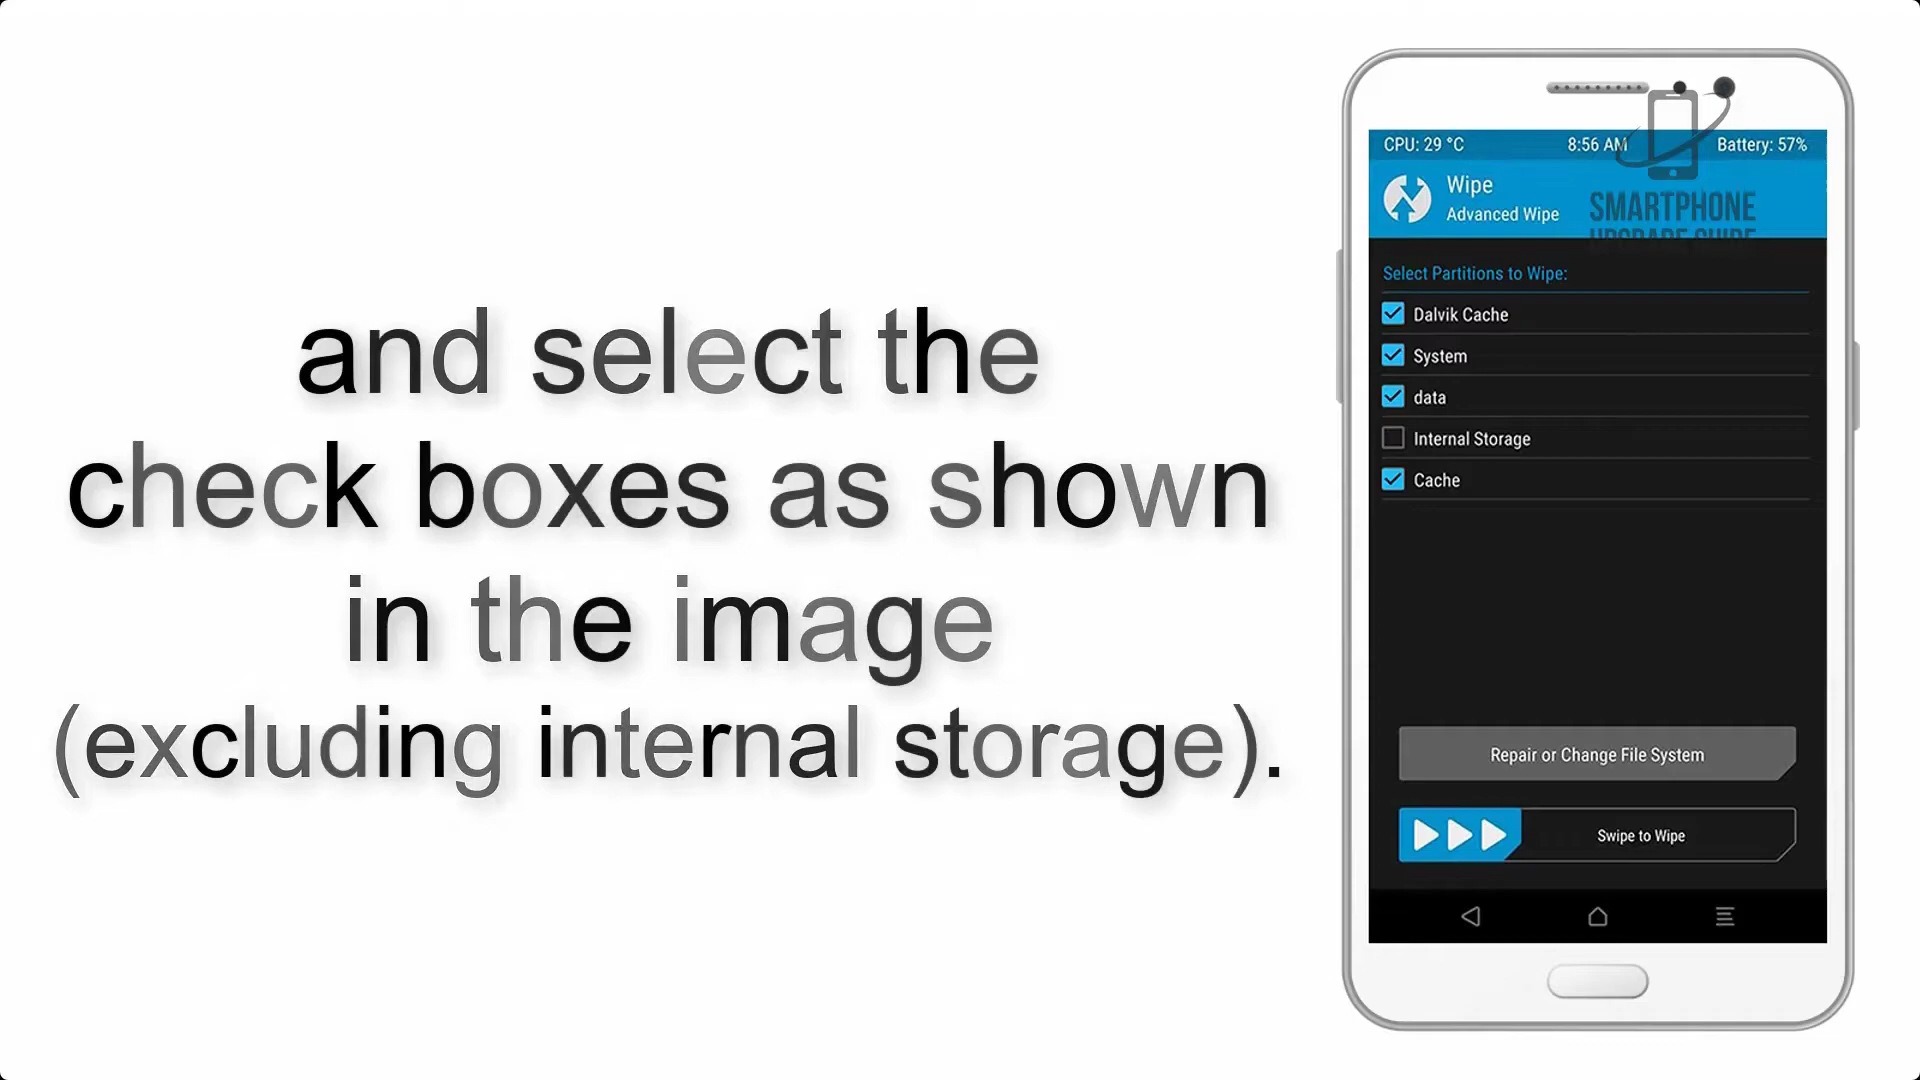 and select the
check boxes as shown
in the image
(excluding internal storage).
CPU: 29 °C 8:56 AM Battery: 57%
Wipe
Advanced Wipe
SMARTPHONE
UPGRADE GUIDE
Select Partitions to Wipe:
Dalvik Cache
System
data
Internal Storage
Cache
Repair or Change File System
Swipe to Wipe